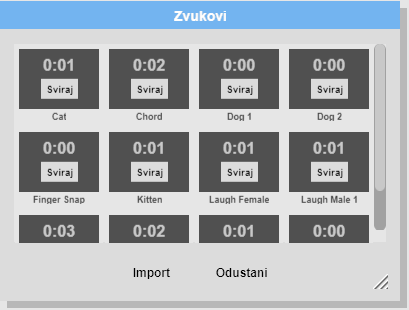 Zvukovi
0:01 0:02 0:00 0:00
Sviraj Sviraj Sviraj Sviraj
Cat Chord Dog 1 Dog 2
0:00 0:01 0:01 0:01
Sviraj Sviraj Sviraj Sviraj
Finger Snap Kitten Laugh Female Laugh Male 1
0:03 0:02 0:01 0:00
Import Odustani